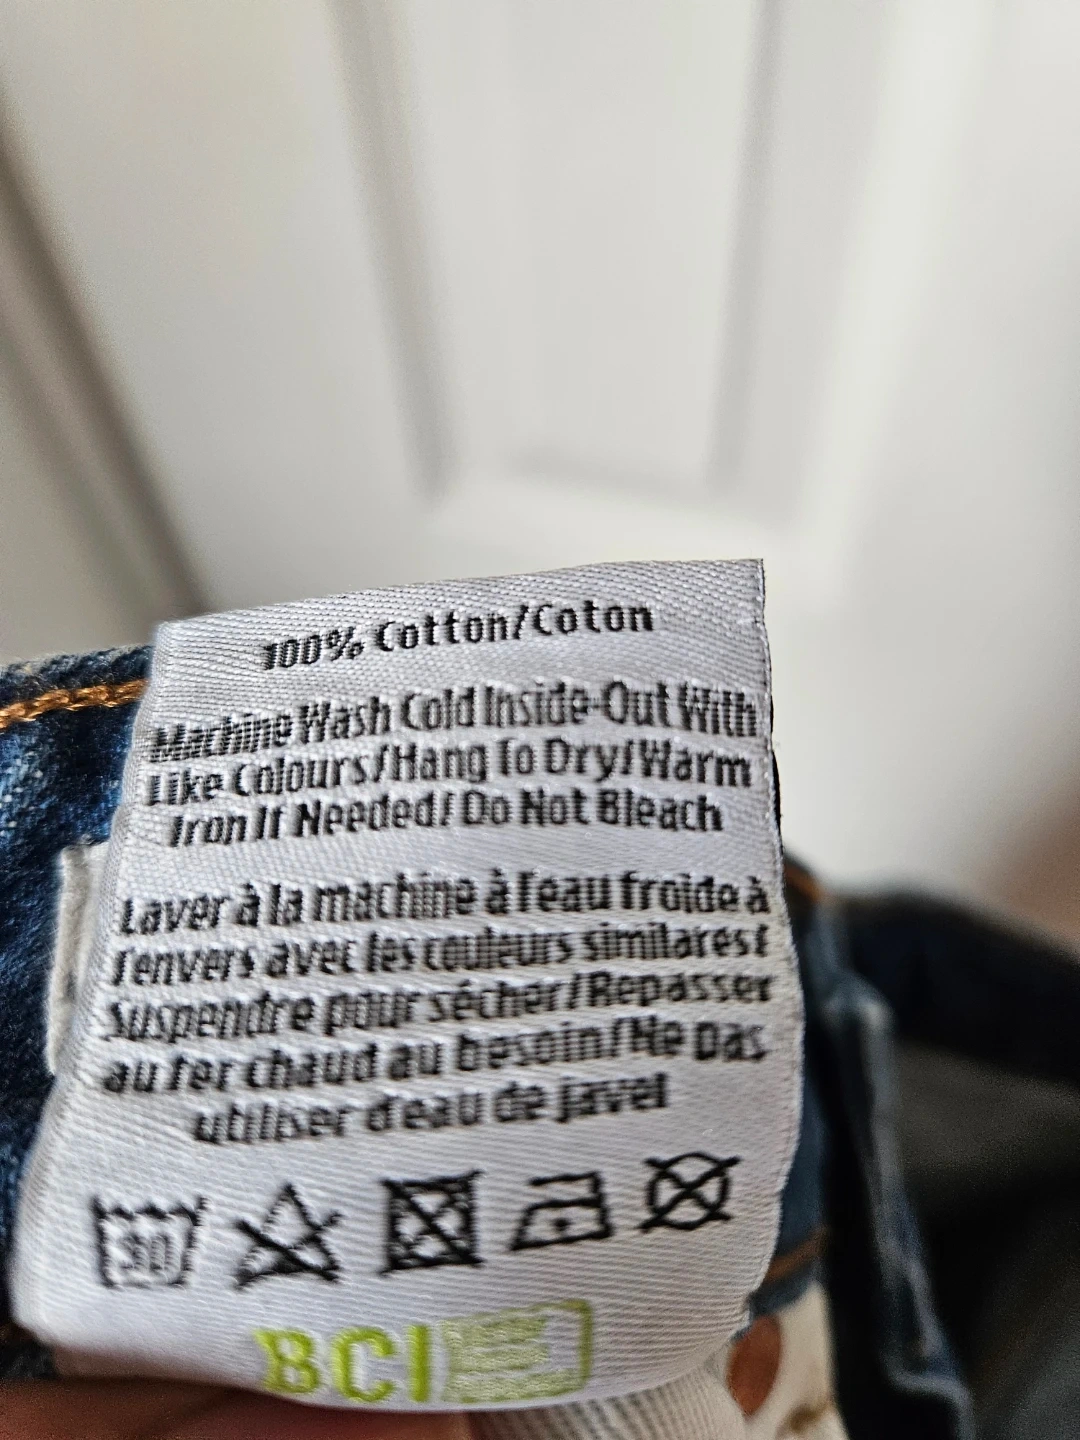 100% Cotton/Coton
Machine Wash Cold Inside-Out With
Like Colours/Hang To Dry/Warm
Iron If Needed/Do Not Bleach
Laver à la machine à l'eau froide à
l'envers avec les couleurs similares/
Suspendre pour sécher/Repasser
au fer chaud au besoin/Ne pas
utiliser d'eau de javel
30
BCI